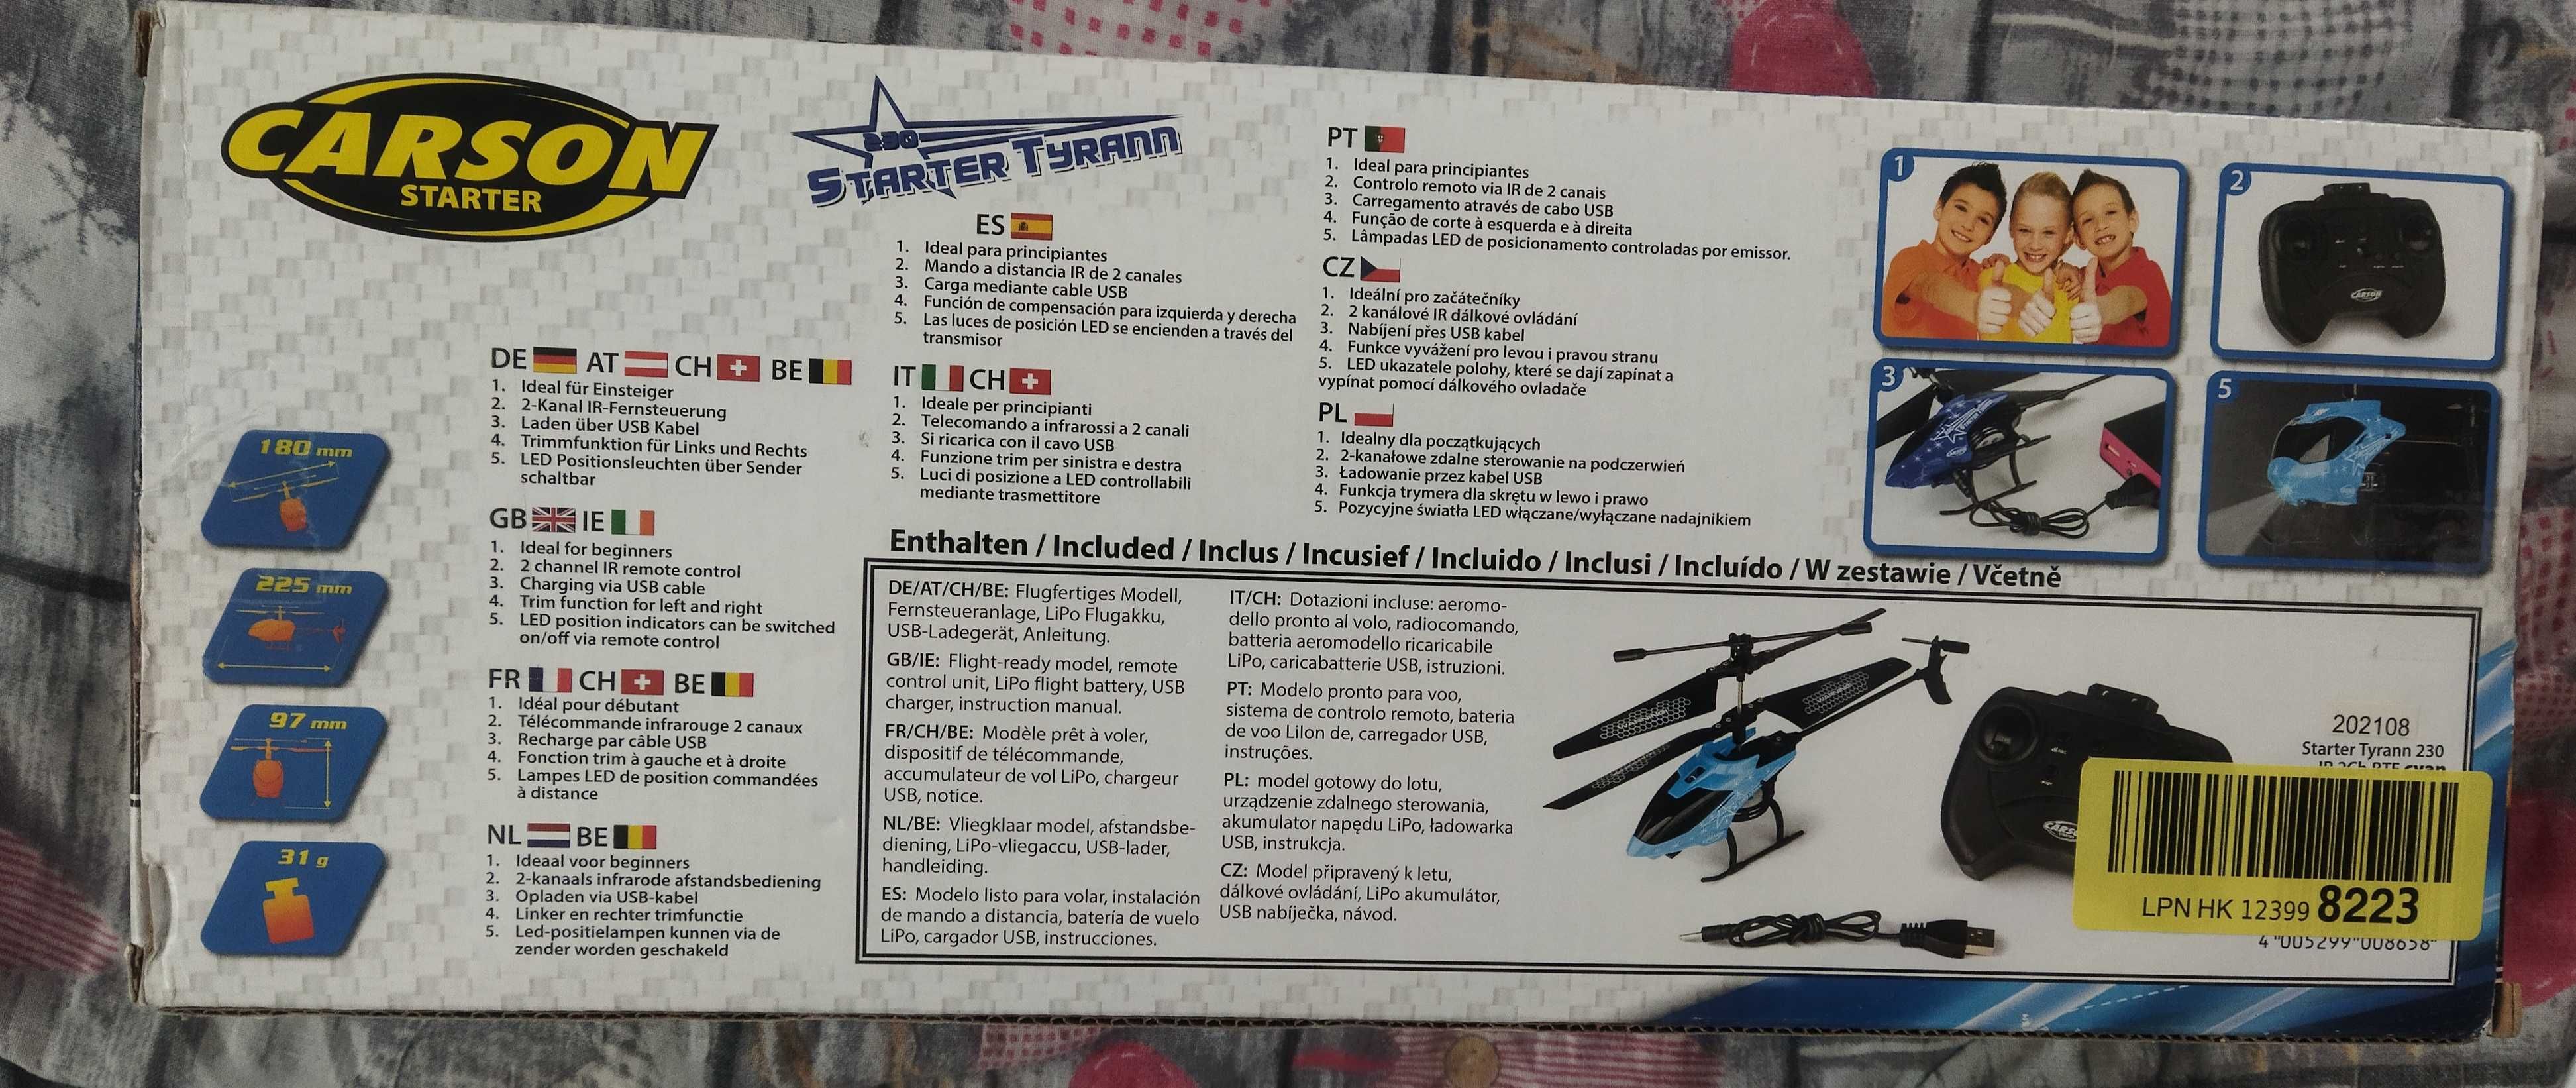 CARSON
STARTER
230
STARTER TYRANN
180 mm
225 mm
97 mm
31 g
DE AT CH BE
1. Ideal für Einsteiger
2. 2-Kanal IR-Fernsteuerung
3. Laden über USB Kabel
4. Trimmfunktion für Links und Rechts
5. LED Positionsleuchten über Sender
schaltbar
GB IE
1. Ideal for beginners
2. 2 channel IR remote control
3. Charging via USB cable
4. Trim function for left and right
5. LED position indicators can be switched
on/off via remote control
FR CH BE
1. Idéal pour débutant
2. Télécommande infrarouge 2 canaux
3. Recharge par câble USB
4. Fonction trim à gauche et à droite
5. Lampes LED de position commandées
à distance
NL BE
1. Ideaal voor beginners
2. 2-kanaals infrarode afstandsbediening
3. Opladen via USB-kabel
4. Linker en rechter trimfunctie
5. Led-positielampen kunnen via de
zender worden geschakeld
ES
1. Ideal para principiantes
2. Mando a distancia IR de 2 canales
3. Carga mediante cable USB
4. Función de compensación para izquierda y derecha
5. Las luces de posición LED se encienden a través del
transmisor
IT CH
1. Ideale per principianti
2. Telecomando a infrarossi a 2 canali
3. Si ricarica con il cavo USB
4. Funzione trim per sinistra e destra
5. Luci di posizione a LED controllabili
mediante trasmettitore
PT
1. Ideal para principiantes
2. Controlo remoto via IR de 2 canais
3. Carregamento através de cabo USB
4. Função de corte à esquerda e à direita
5. Lâmpadas LED de posicionamento controladas por emissor.
CZ
1. Ideální pro začátečníky
2. 2 kanálové IR dálkové ovládání
3. Nabíjení přes USB kabel
4. Funkce vyvážení pro levou i pravou stranu
5. LED ukazatele polohy, které se dají zapínat a
vypínat pomocí dálkového ovladače
PL
1. Idealny dla początkujących
2. 2-kanałowe zdalne sterowanie na podczerwień
3. Ładowanie przez kabel USB
4. Funkcja trymera dla skrętu w lewo i prawo
5. Pozycyjne światła LED włączane/wyłączane nadajnikiem
1
2
CARSON
3
5
Enthalten / Included / Inclus / Incusief / Incluido / Inclusi / Incluído / W zestawie / Včetně
DE/AT/CH/BE: Flugfertiges Modell,
Fernsteueranlage, LiPo Flugakku,
USB-Ladegerät, Anleitung.
GB/IE: Flight-ready model, remote
control unit, LiPo flight battery, USB
charger, instruction manual.
FR/CH/BE: Modèle prêt à voler,
dispositif de télécommande,
accumulateur de vol LiPo, chargeur
USB, notice.
NL/BE: Vliegklaar model, afstandsbe-
diening, LiPo-vliegaccu, USB-lader,
handleiding.
ES: Modelo listo para volar, instalación
de mando a distancia, batería de vuelo
LiPo, cargador USB, instrucciones.
IT/CH: Dotazioni incluse: aeromo-
dello pronto al volo, radiocomando,
batteria aeromodello ricaricabile
LiPo, caricabatterie USB, istruzioni.
PT: Modelo pronto para voo,
sistema de controlo remoto, bateria
de voo LiIon de, carregador USB,
instruções.
PL: model gotowy do lotu,
urządzenie zdalnego sterowania,
akumulator napędu LiPo, ładowarka
USB, instrukcja.
CZ: Model připravený k letu,
dálkové ovládání, LiPo akumulátor,
USB nabíječka, návod.
202108
Starter Tyrann 230
IR 2Ch RTF cyan
LPN HK 12399 8223
4 005299 008658